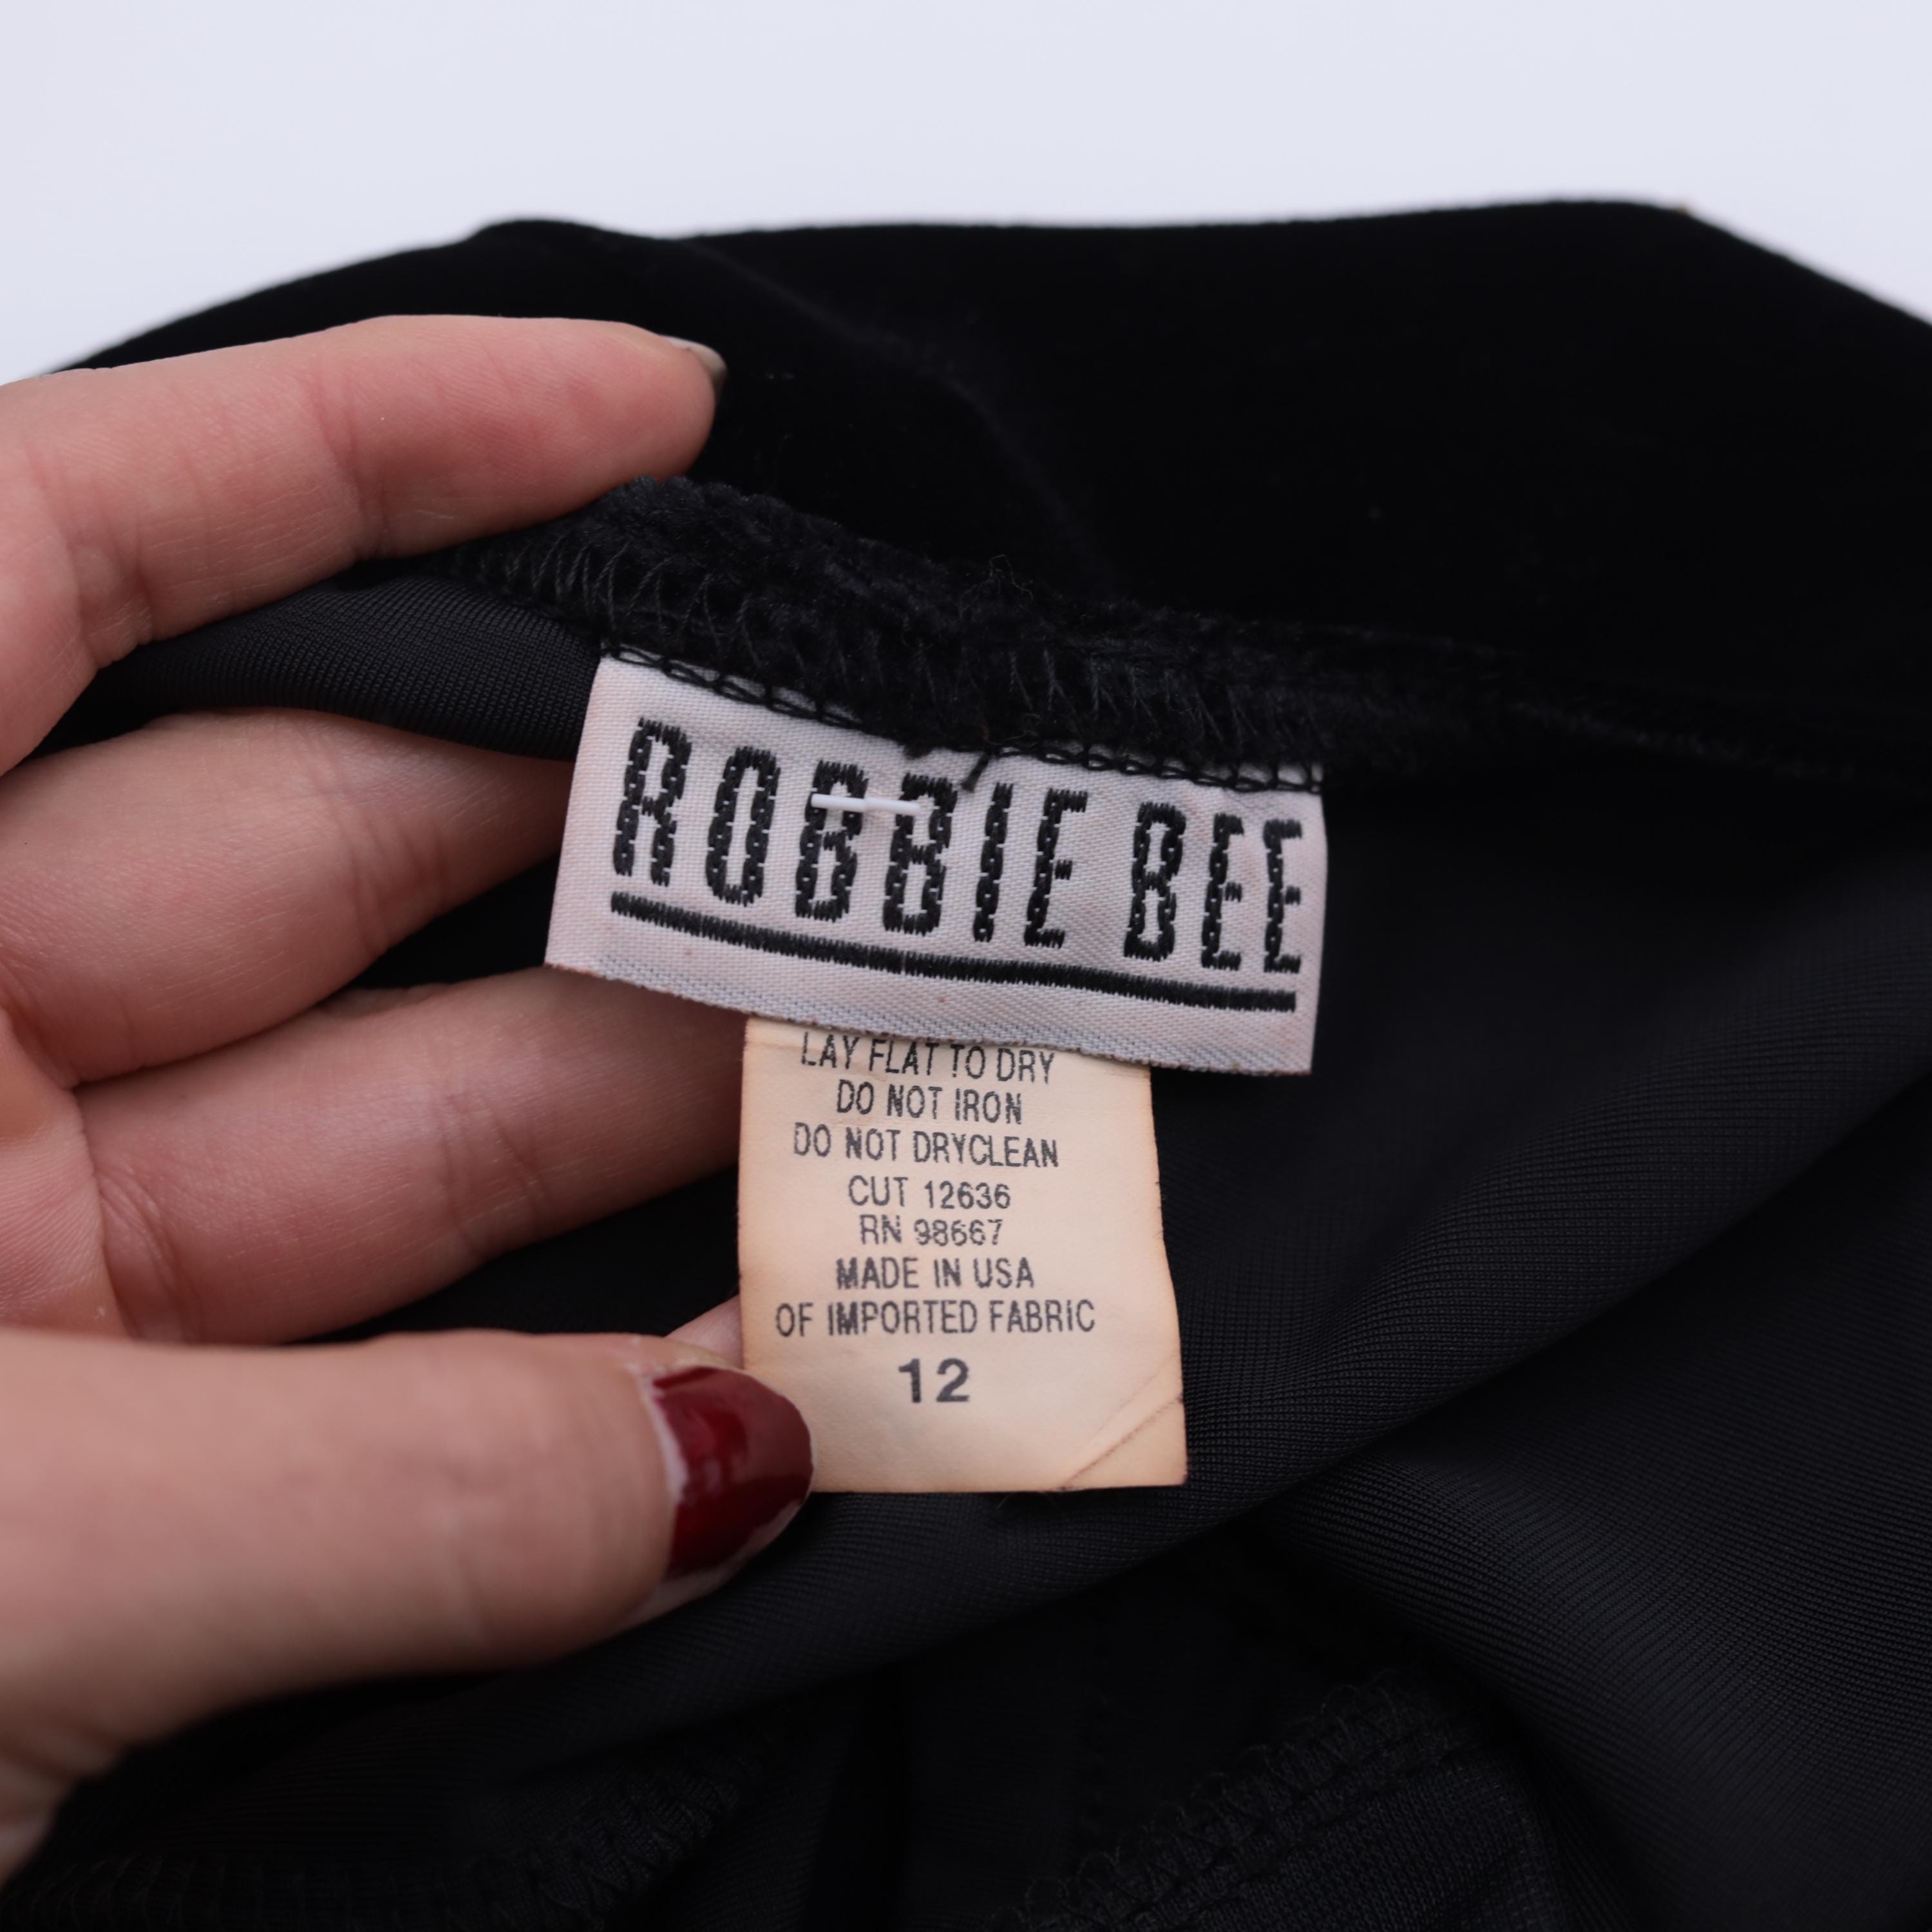 ROBBIE BEE
LAY FLAT TO DRY
DO NOT IRON
DO NOT DRYCLEAN
CUT 12636
RN 98667
MADE IN USA
OF IMPORTED FABRIC
12